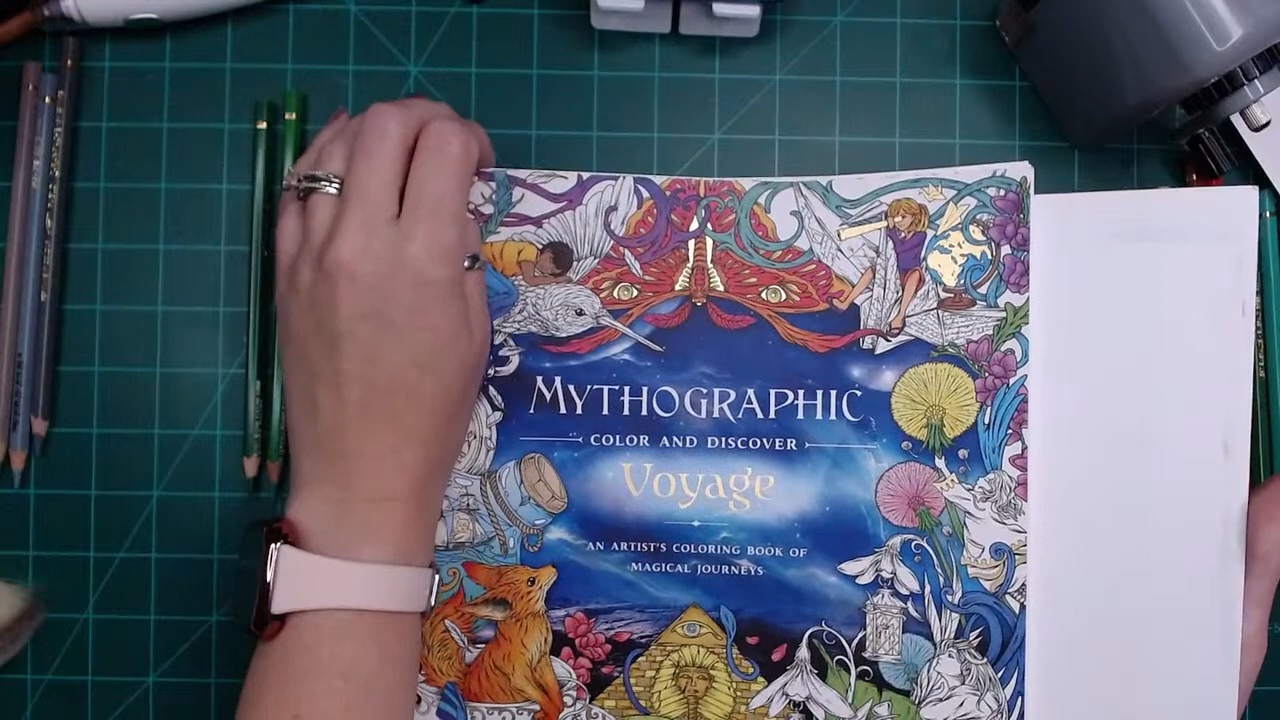 MYTHOGRAPHIC
COLOR AND DISCOVER
Voyage
AN ARTIST'S COLORING BOOK OF
MAGICAL JOURNEYS